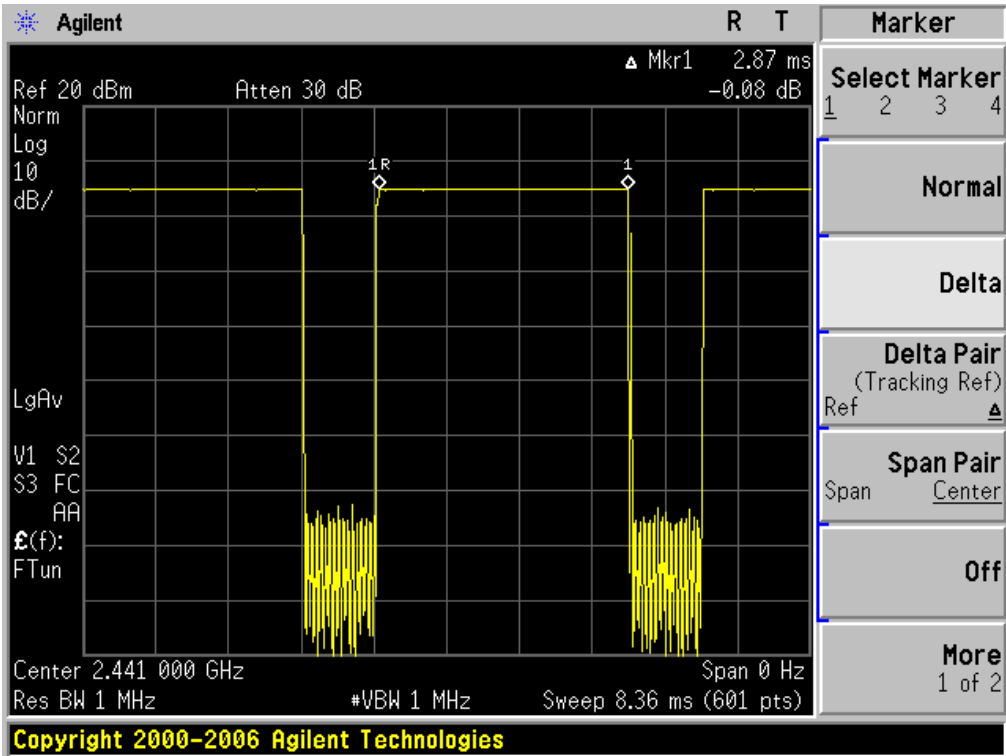 Agilent R T Marker
△ Mkr1 2.87 ms
Ref 20 dBm Atten 30 dB -0.08 dB
Norm
Log
10
dB/
1R 1
LgAv
V1 S2
S3 FC
AA
£(f):
FTun
Center 2.441 000 GHz Span 0 Hz
Res BW 1 MHz #VBW 1 MHz Sweep 8.36 ms (601 pts)
Select Marker
1 2 3 4
Normal
Delta
Delta Pair
(Tracking Ref)
Ref △
Span Pair
Span Center
Off
More
1 of 2
Copyright 2000-2006 Agilent Technologies